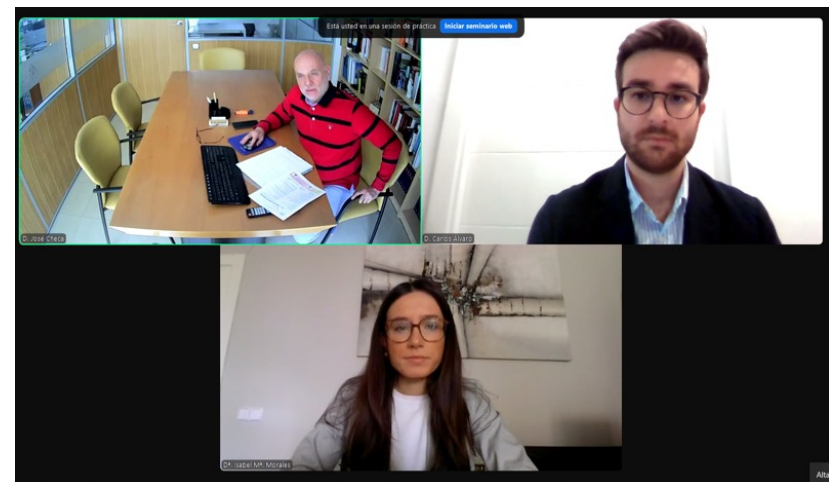 Está usted en una sesión de práctica
Iniciar seminario web
D. José Checa
D. Carlos Álvaro
Dª. Isabel Mª. Morales
Alta